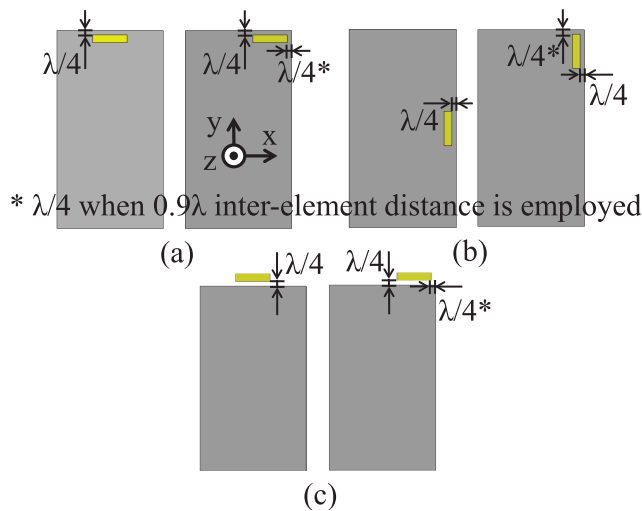 λ/4
λ/4
λ/4*
y
x
z
λ/4
λ/4*
λ/4
* λ/4 when 0.9λ inter-element distance is employed
(a)
(b)
λ/4
λ/4
λ/4*
(c)